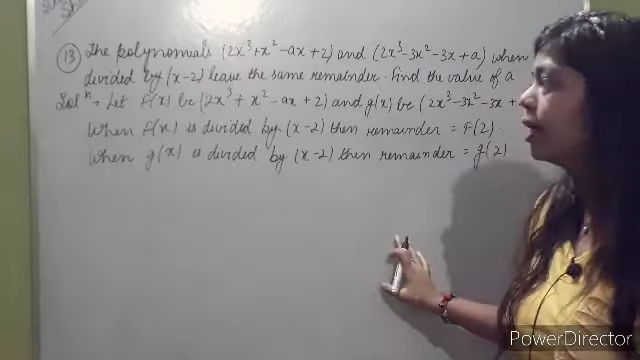 (13) The polynomials (2x³+x²-ax+2) and (2x³-3x²-3x+a) when
divided by (x-2) leave the same remainder. Find the value of a
Solⁿ→ Let f(x) be (2x³+x²-ax+2) and g(x) be (2x³-3x²-3x+
When f(x) is divided by (x-2) then remainder = f(2).
When g(x) is divided by (x-2) then remainder = g(2)
PowerDirector